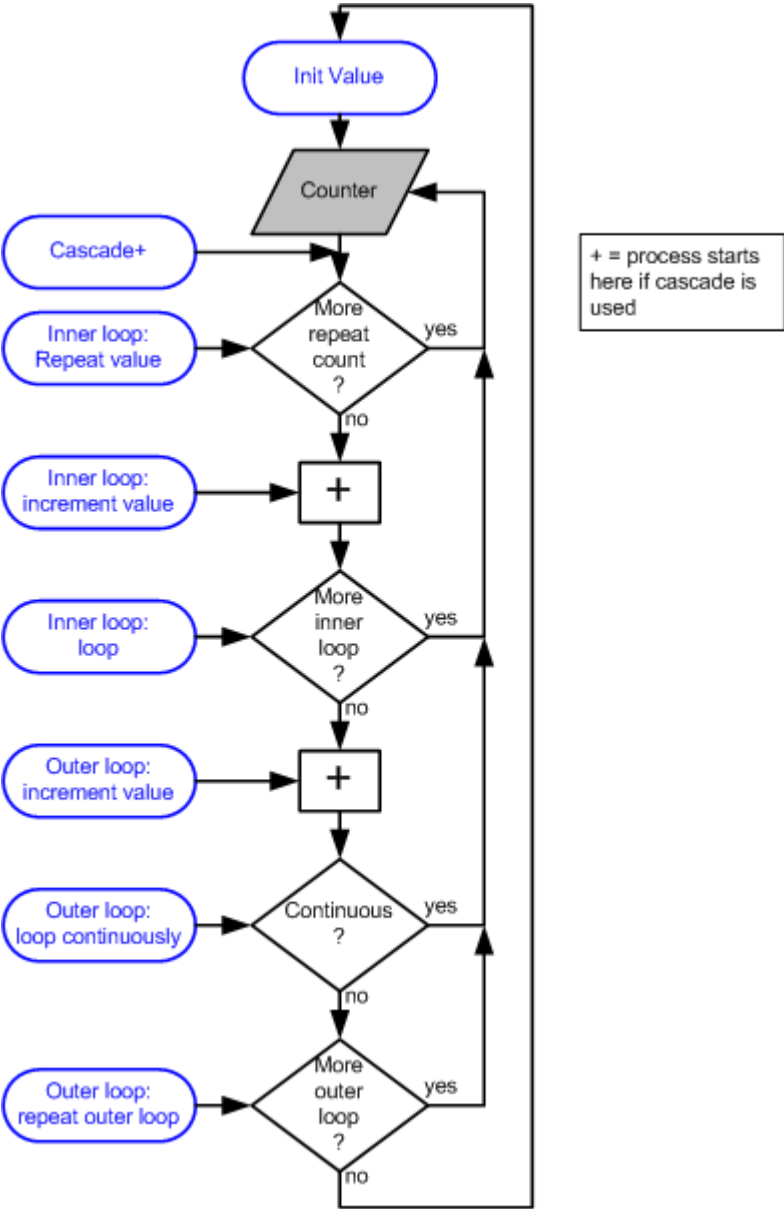 Init Value
Counter
Cascade+
+ = process starts
here if cascade is
used
More
repeat
count
?
yes
Inner loop:
Repeat value
no
Inner loop:
increment value
+
More
inner
loop
?
yes
Inner loop:
loop
no
Outer loop:
increment value
+
Continuous
?
yes
Outer loop:
loop continuously
no
More
outer
loop
?
yes
Outer loop:
repeat outer loop
no